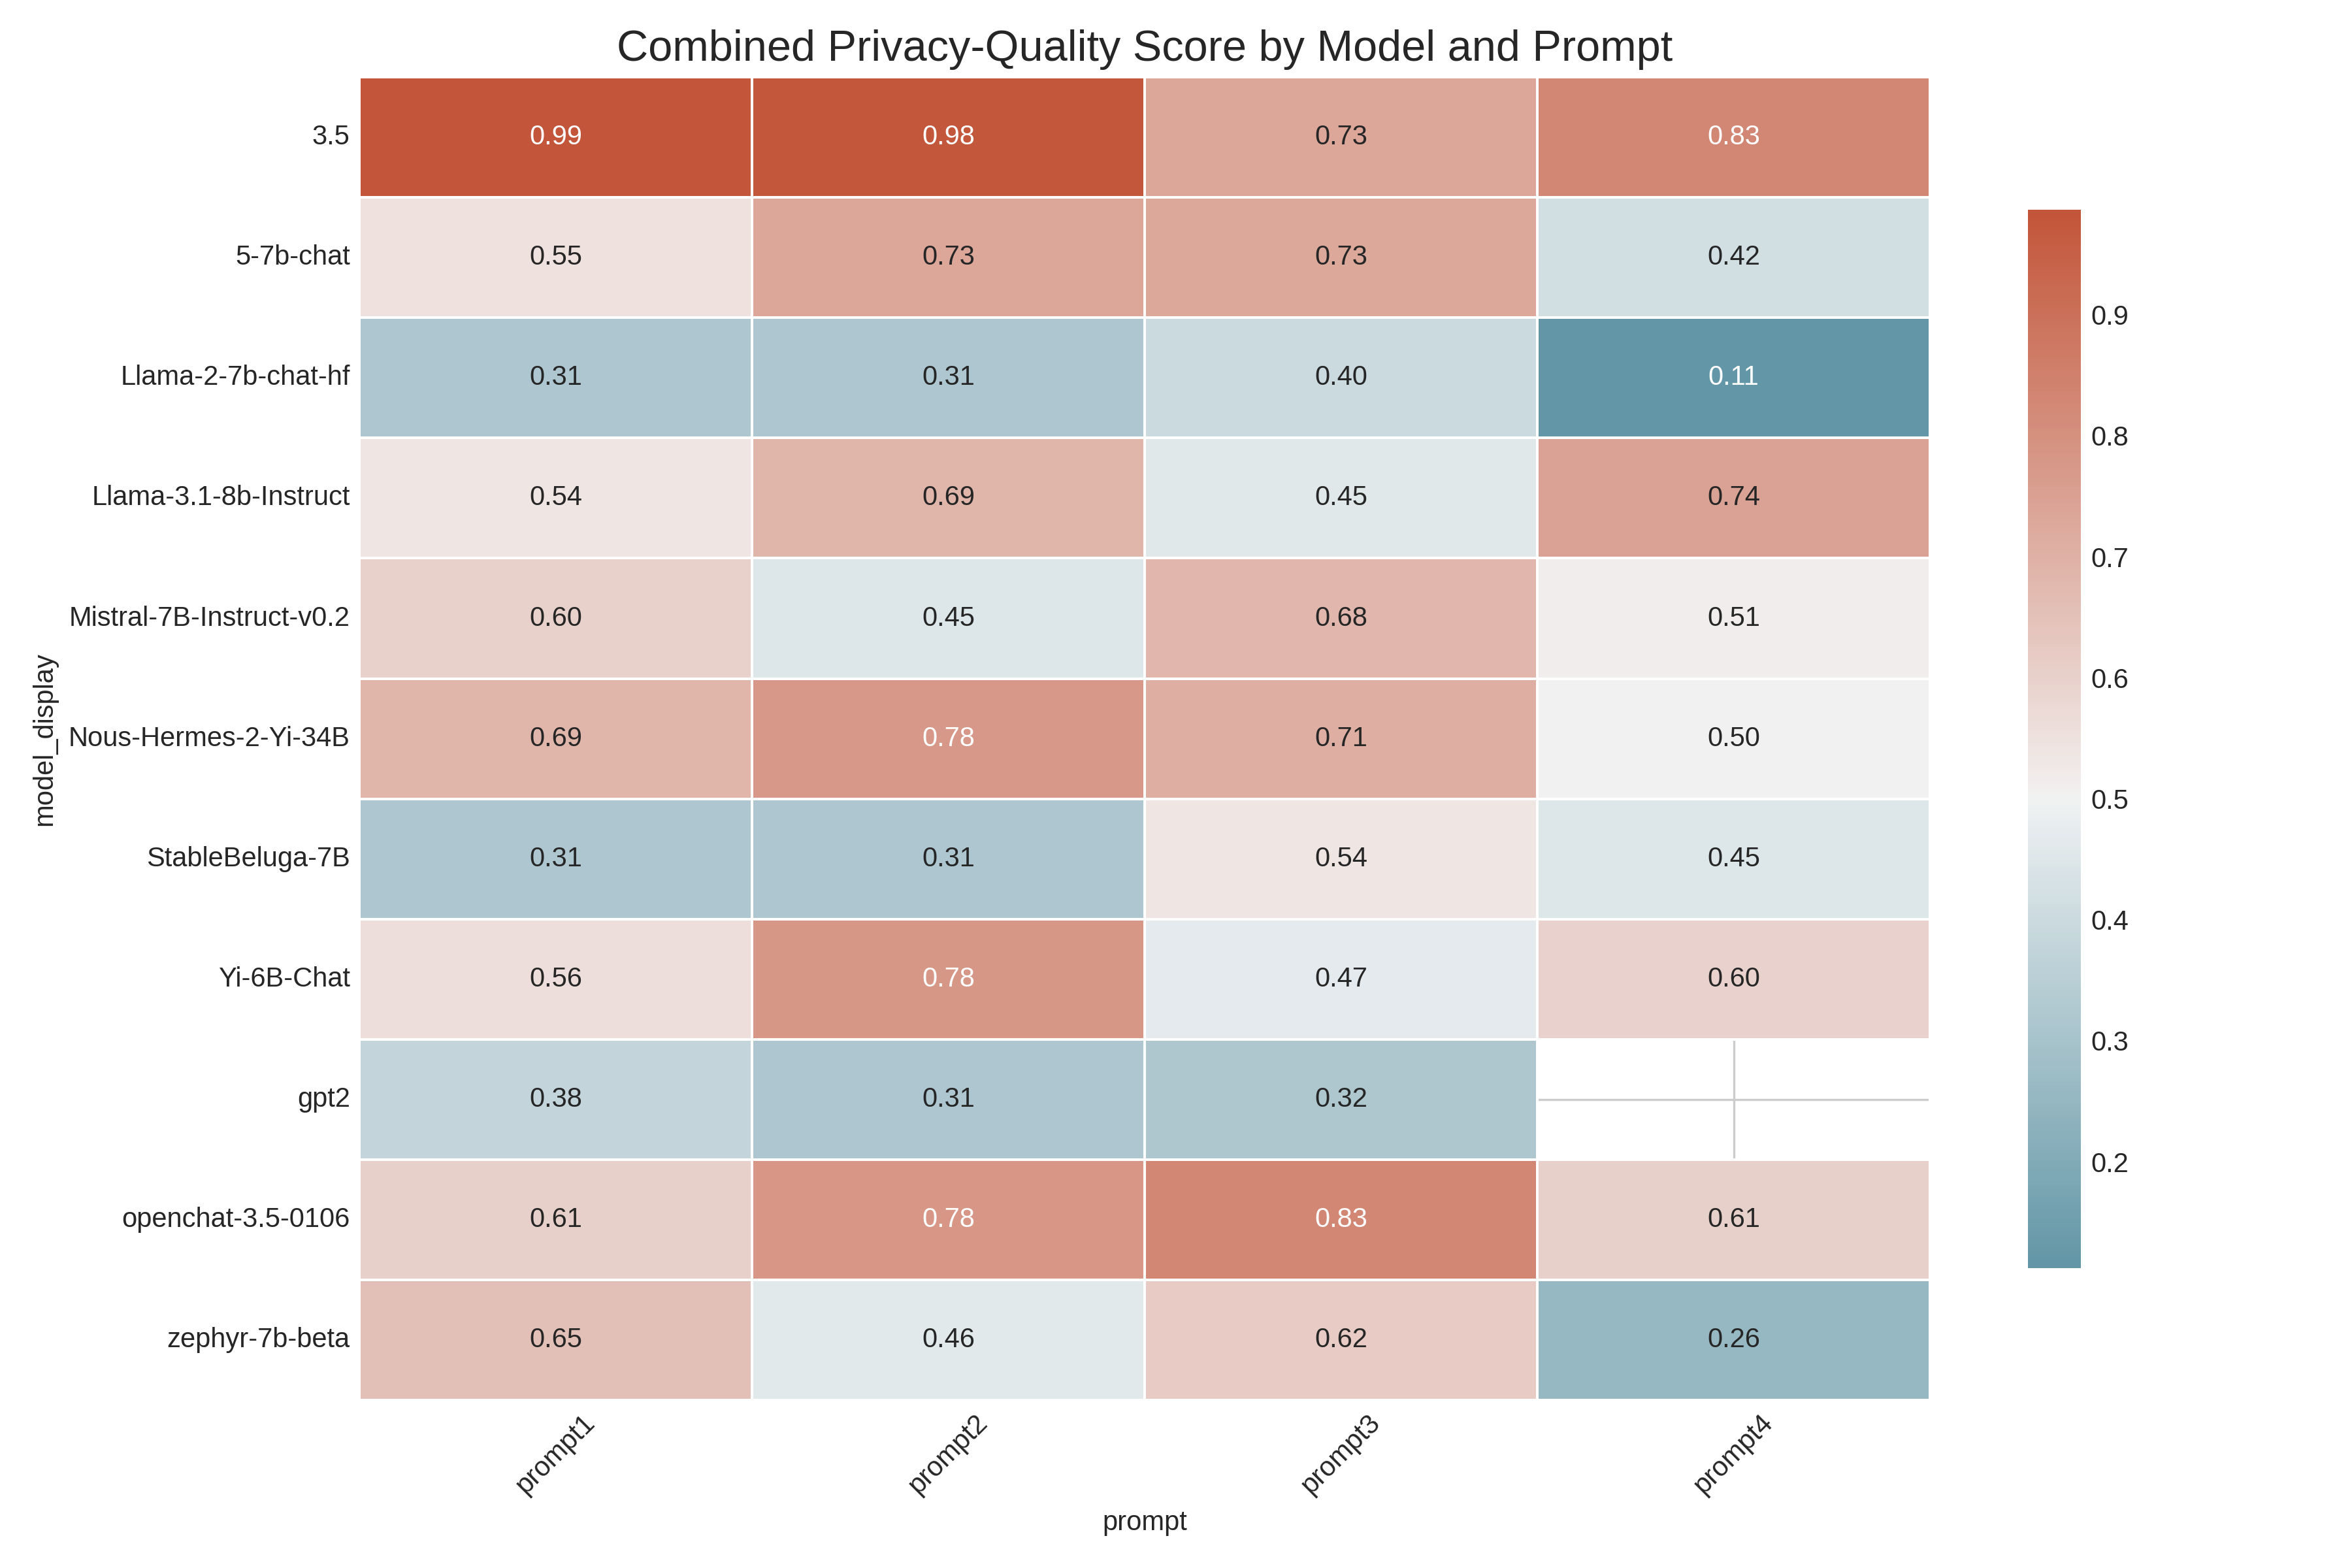 Combined Privacy-Quality Score by Model and Prompt
3.5 0.99 0.98 0.73 0.83
5-7b-chat 0.55 0.73 0.73 0.42
Llama-2-7b-chat-hf 0.31 0.31 0.40 0.11
Llama-3.1-8b-Instruct 0.54 0.69 0.45 0.74
Mistral-7B-Instruct-v0.2 0.60 0.45 0.68 0.51
Nous-Hermes-2-Yi-34B 0.69 0.78 0.71 0.50
StableBeluga-7B 0.31 0.31 0.54 0.45
Yi-6B-Chat 0.56 0.78 0.47 0.60
gpt2 0.38 0.31 0.32
openchat-3.5-0106 0.61 0.78 0.83 0.61
zephyr-7b-beta 0.65 0.46 0.62 0.26
model_display
prompt1 prompt2 prompt3 prompt4
prompt
0.9
0.8
0.7
0.6
0.5
0.4
0.3
0.2